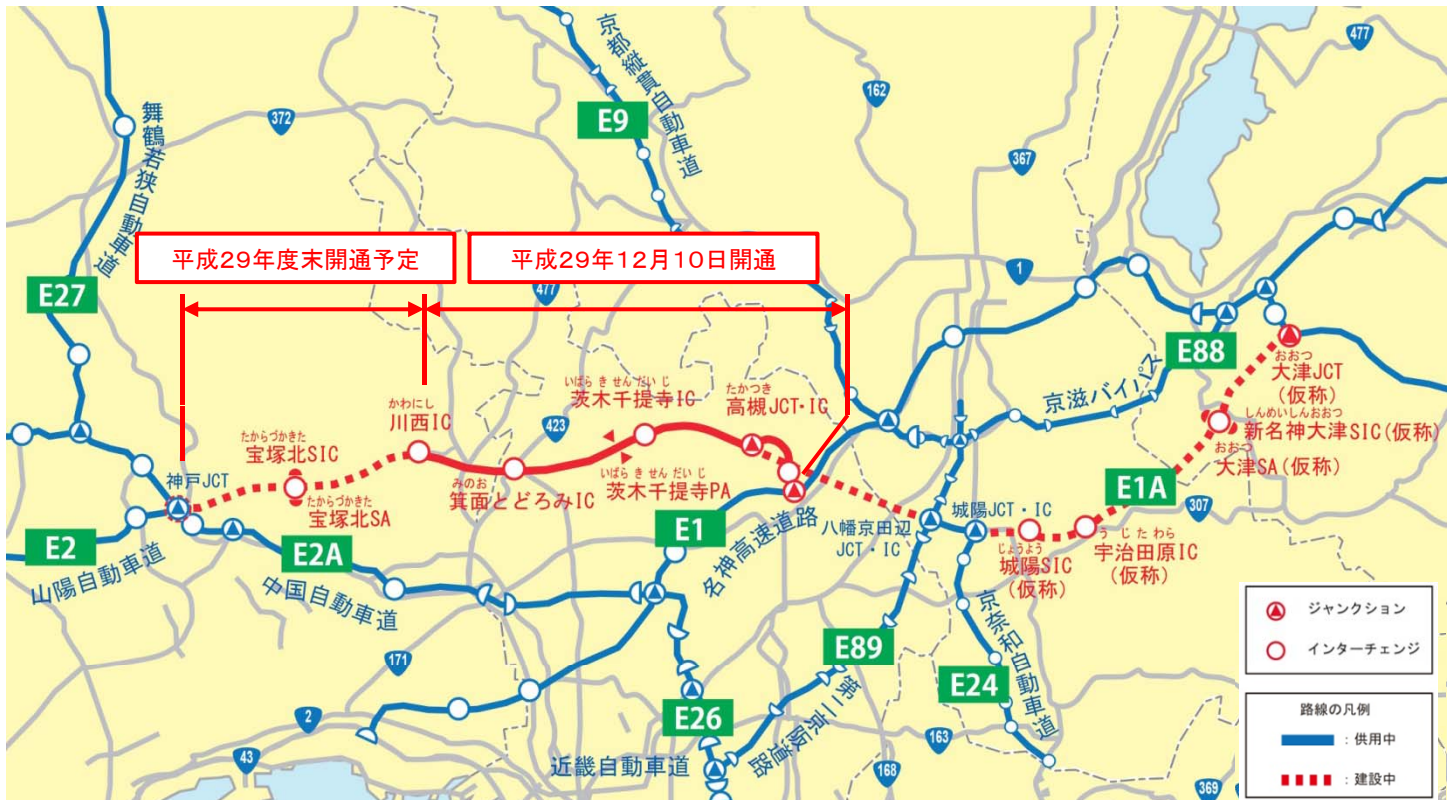 477
京都縦貫自動車道
162
E9
舞鶴若狭自動車道
372
367
平成29年度末開通予定
平成29年12月10日開通
1
E27
477
E88
おおつ
大津JCT
(仮称)
京滋バイパス
いばら き せん だい じ
茨木千提寺IC
たかつき
高槻JCT・IC
かわにし
川西IC
423
しんめいしんおおつ
新名神大津SIC(仮称)
おおつ
大津SA(仮称)
たからづかきた
宝塚北SIC
神戸JCT
みのお
箕面とどろみIC
いばら き せん だい じ
茨木千提寺PA
E1A
307
たからづかきた
宝塚北SA
E1
名神高速道路
八幡京田辺
JCT・IC
城陽JCT・IC
じょうよう
城陽SIC
(仮称)
う じ た わら
宇治田原IC
(仮称)
E2
山陽自動車道
E2A
中国自動車道
171
E89
第二京阪道路
京奈和自動車道
E24
E26
近畿自動車道
2
43
163
168
369
ジャンクション
インターチェンジ
路線の凡例
：供用中
：建設中